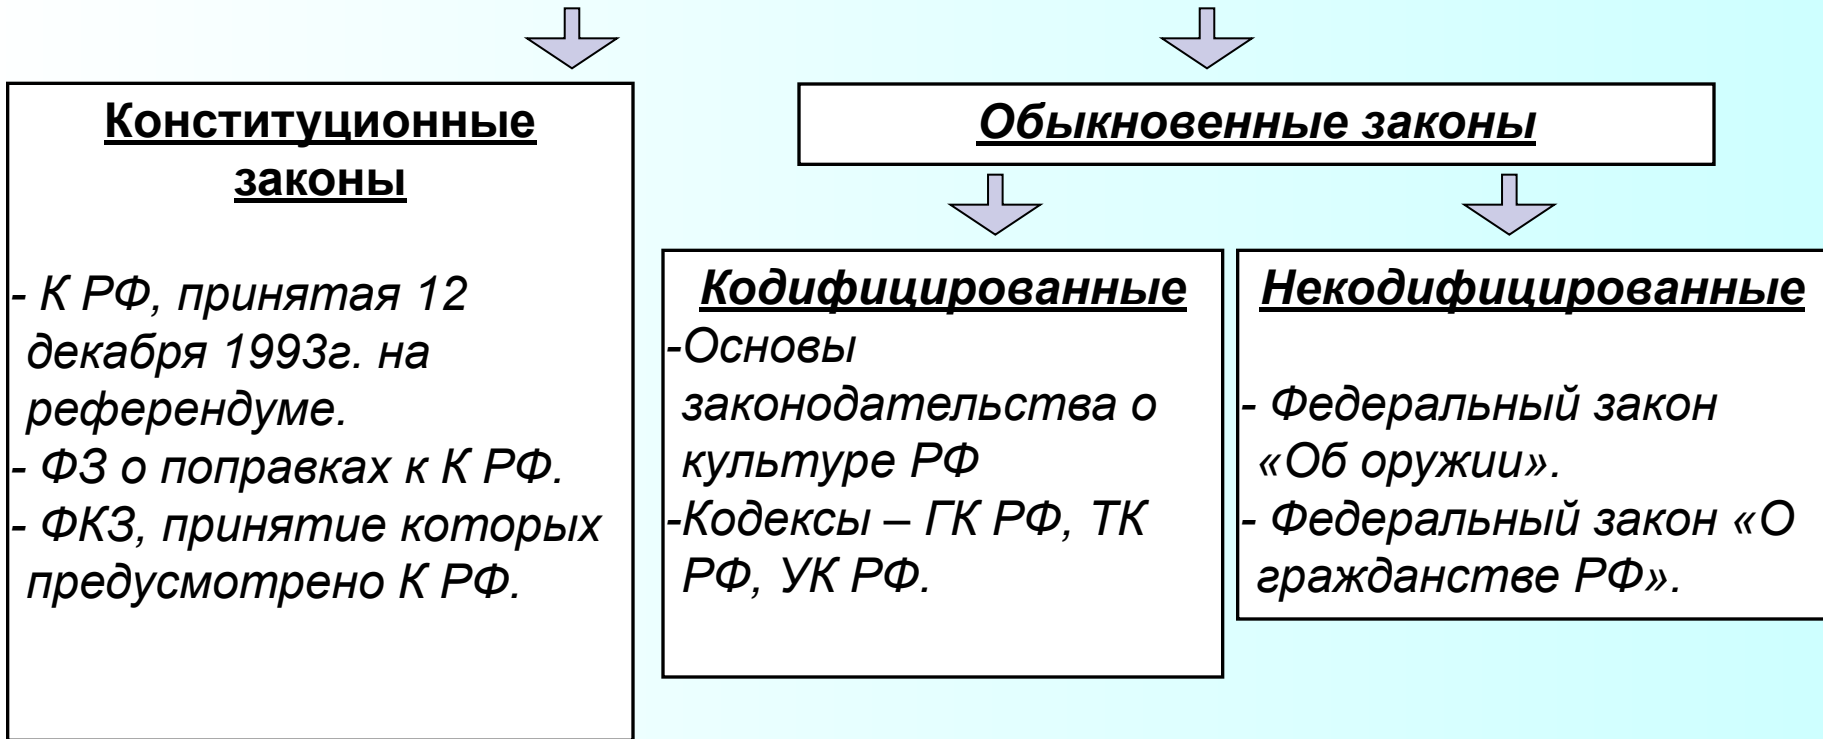 Конституционные
законы
- К РФ, принятая 12
декабря 1993г. на
референдуме.
- ФЗ о поправках к К РФ.
- ФКЗ, принятие которых
предусмотрено К РФ.
Обыкновенные законы
Кодифицированные
-Основы
законодательства о
культуре РФ
-Кодексы – ГК РФ, ТК
РФ, УК РФ.
Некодифицированные
- Федеральный закон
«Об оружии».
- Федеральный закон «О
гражданстве РФ».